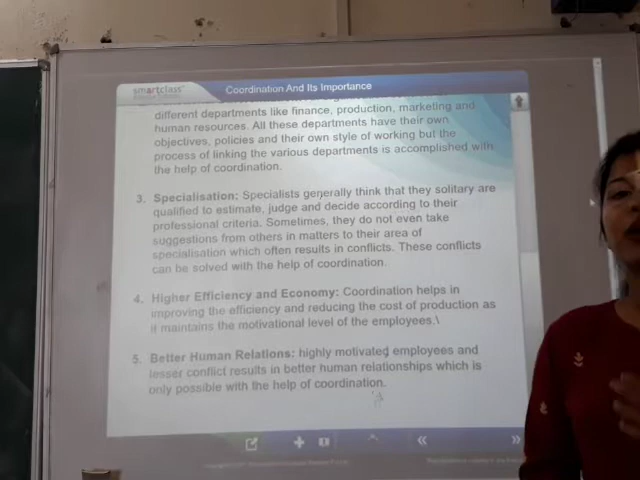 smartclass
Coordination And Its Importance
different departments like finance, production, marketing and
human resources. All these departments have their own
objectives, policies and their own style of working but the
process of linking the various departments is accomplished with
the help of coordination.
3. Specialisation: Specialists generally think that they solitary are
qualified to estimate, judge and decide according to their
professional criteria. Sometimes, they do not even take
suggestions from others in matters to their area of
specialisation which often results in conflicts. These conflicts
can be solved with the help of coordination.
4. Higher Efficiency and Economy: Coordination helps in
improving the efficiency and reducing the cost of production as
it maintains the motivational level of the employees.\
5. Better Human Relations: highly motivated employees and
lesser conflict results in better human relationships which is
only possible with the help of coordination.